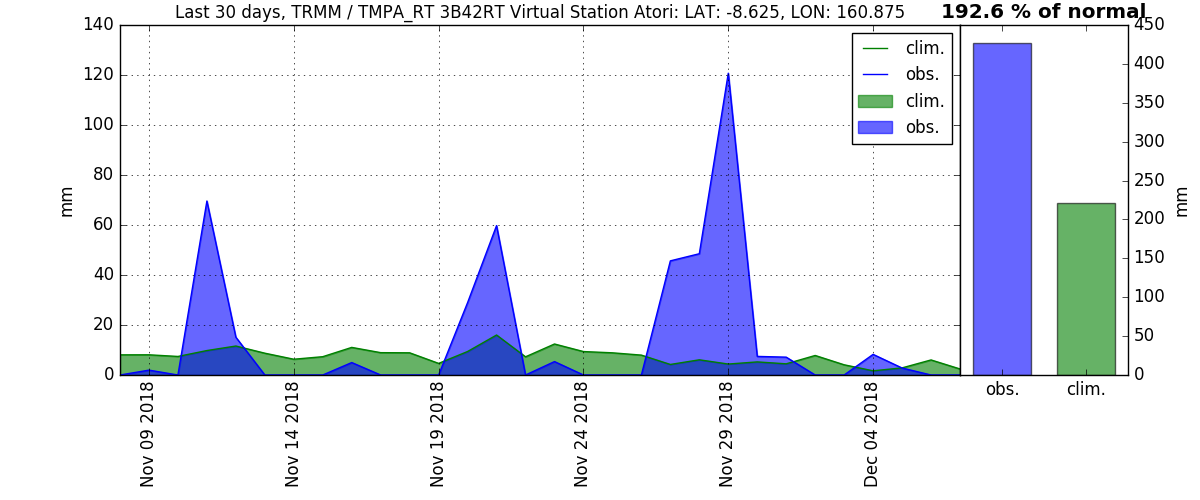 Last 30 days, TRMM / TMPA_RT 3B42RT Virtual Station Atori: LAT: -8.625, LON: 160.875
192.6 % of normal
140
120
100
80
60
40
20
0
mm
clim.
obs.
clim.
obs.
Nov 09 2018
Nov 14 2018
Nov 19 2018
Nov 24 2018
Nov 29 2018
Dec 04 2018
450
400
350
300
250
200
150
100
50
0
mm
obs.
clim.